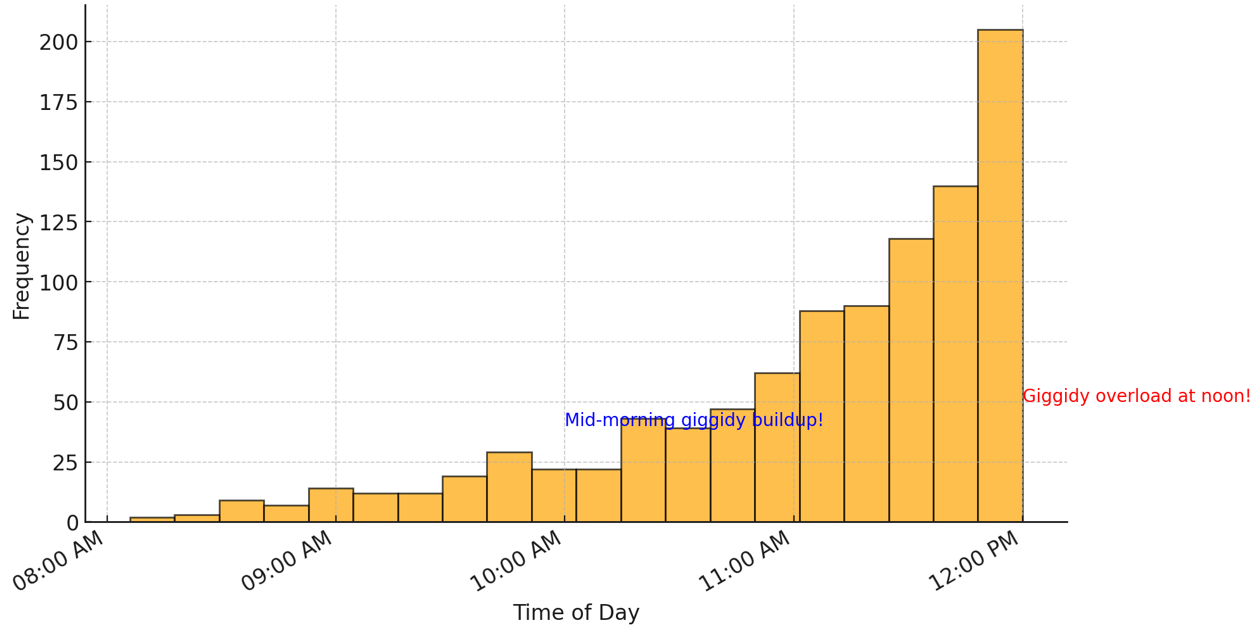 200
175
150
125
100
75
50
25
0
Frequency
Mid-morning giggidy buildup!
Giggidy overload at noon!
08:00 AM
09:00 AM
10:00 AM
11:00 AM
12:00 PM
Time of Day